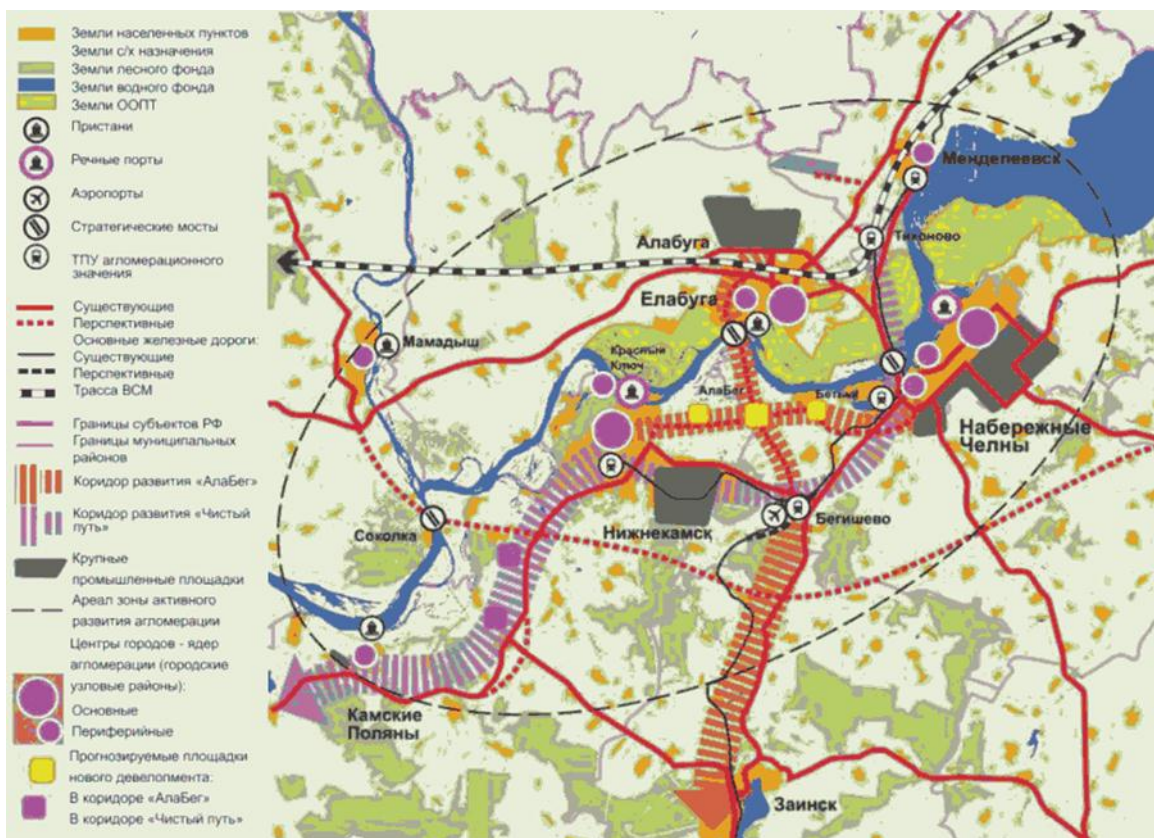 Земли населенных пунктов
Земли с/х назначения
Земли лесного фонда
Земли водного фонда
Земли ООПТ
Пристани
Речные порты
Аэропорты
Стратегические мосты
ТПУ агломерационного
значения
Существующие
Перспективные
Основные железные дороги:
Существующие
Перспективные
Трасса ВСМ
Границы субъектов РФ
Границы муниципальных
районов
Коридор развития «АлаБег»
Коридор развития «Чистый
путь»
Крупные
промышленные площадки
Ареал зоны активного
развития агломерации
Центры городов - ядер
агломерации (городские
узловые районы):
Основные
Периферийные
Прогнозируемые площадки
нового девелопмента:
В коридоре «АлаБег»
В коридоре «Чистый путь»
Менделеевск
Тихоново
Алабуга
Елабуга
Мамадыш
Красный
Ключ
АлаБег
Бетьки
Набережные
Челны
Нижнекамск
Бегишево
Соколка
Камские
Поляны
Заинск